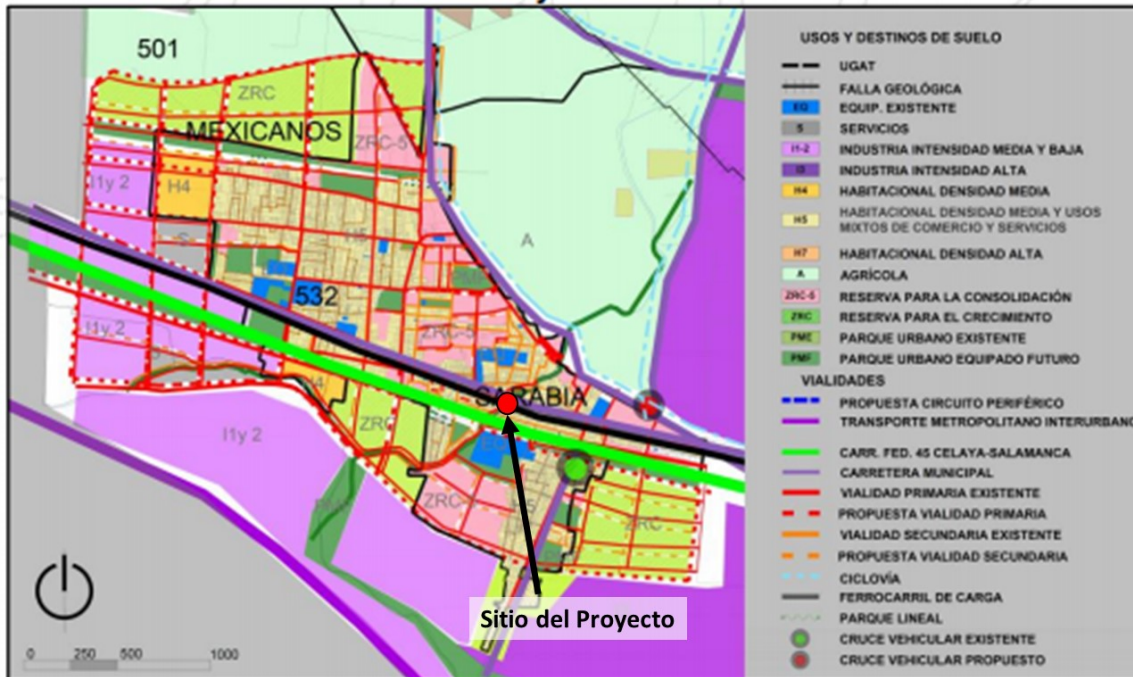 501
ZRC
MEXICANOS
ZRC-5
I1y 2
H4
H5
S
A
532
I1y 2
ZRC-5
S
H4
SARABIA
ZRC
EQ
I1y 2
ZRC-5
H5
ZRC
Sitio del Proyecto
0 250 500 1000
USOS Y DESTINOS DE SUELO
UGAT
FALLA GEOLÓGICA
EQ EQUIP. EXISTENTE
S SERVICIOS
I1-2 INDUSTRIA INTENSIDAD MEDIA Y BAJA
I3 INDUSTRIA INTENSIDAD ALTA
H4 HABITACIONAL DENSIDAD MEDIA
H5 HABITACIONAL DENSIDAD MEDIA Y USOS
MIXTOS DE COMERCIO Y SERVICIOS
H7 HABITACIONAL DENSIDAD ALTA
A AGRÍCOLA
ZRC-5 RESERVA PARA LA CONSOLIDACIÓN
ZRC RESERVA PARA EL CRECIMIENTO
PME PARQUE URBANO EXISTENTE
PMF PARQUE URBANO EQUIPADO FUTURO
VIALIDADES
PROPUESTA CIRCUITO PERIFÉRICO
TRANSPORTE METROPOLITANO INTERURBANO
CARR. FED. 45 CELAYA-SALAMANCA
CARRETERA MUNICIPAL
VIALIDAD PRIMARIA EXISTENTE
PROPUESTA VIALIDAD PRIMARIA
VIALIDAD SECUNDARIA EXISTENTE
PROPUESTA VIALIDAD SECUNDARIA
CICLOVÍA
FERROCARRIL DE CARGA
PARQUE LINEAL
CRUCE VEHICULAR EXISTENTE
CRUCE VEHICULAR PROPUESTO